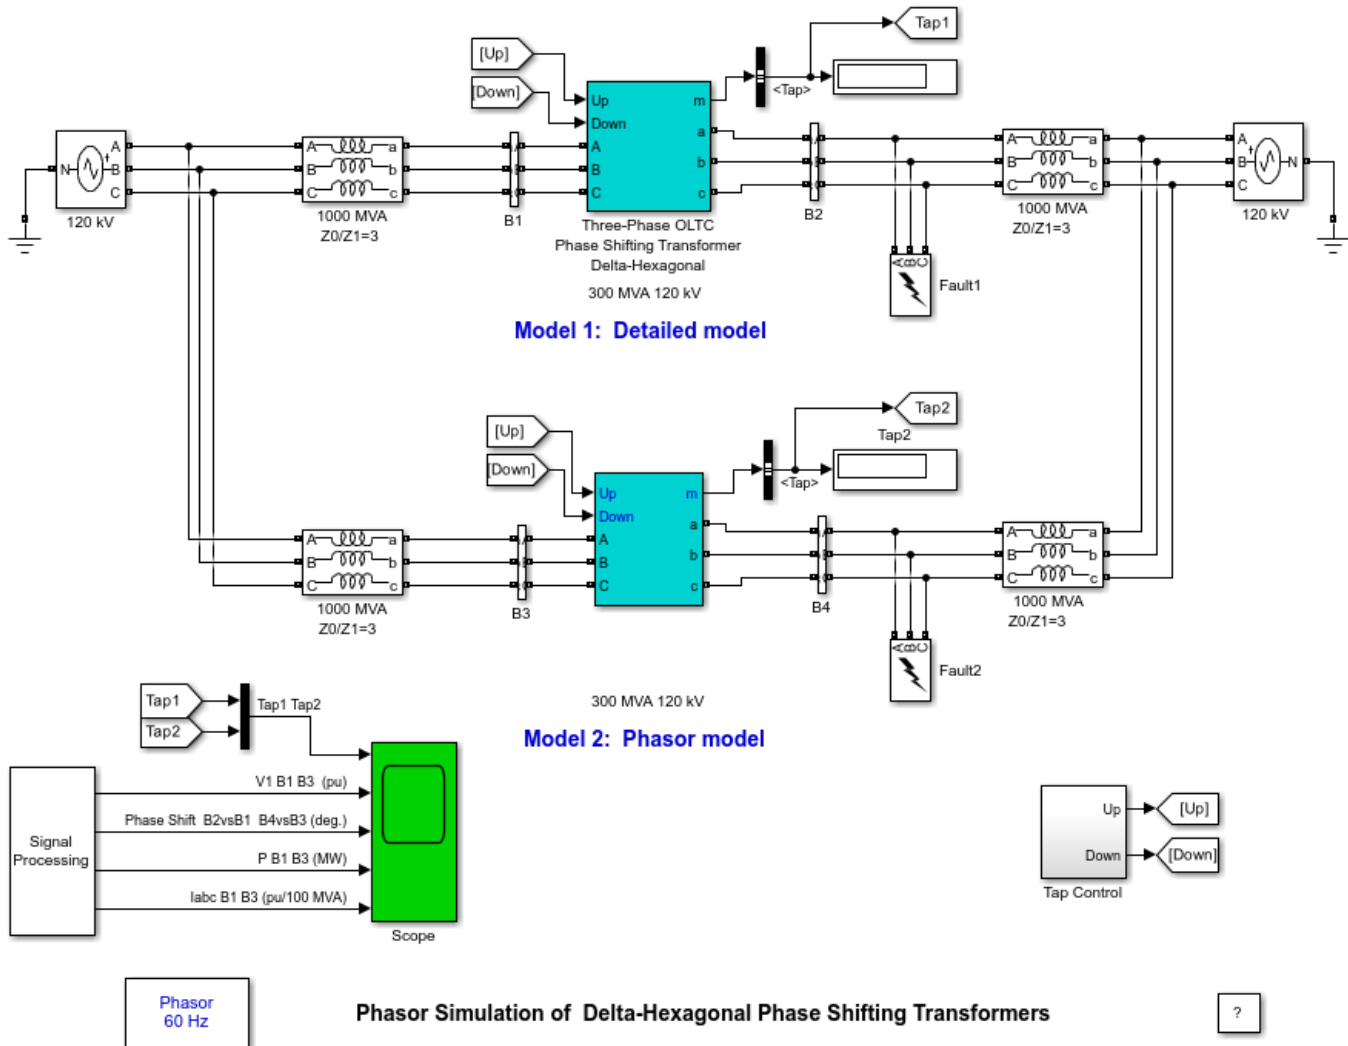 [Up]
[Down]
Up
Down
A
B
C
m
a
b
c
<Tap>
Tap1
N
A
B
C
120 kV
A a
B b
C c
1000 MVA
Z0/Z1=3
B1
Three-Phase OLTC
Phase Shifting Transformer
Delta-Hexagonal
300 MVA 120 kV
B2
A B C
Fault1
A a
B b
C c
1000 MVA
Z0/Z1=3
A
B
C
N
120 kV
Model 1: Detailed model
[Up]
[Down]
Up
Down
A
B
C
m
a
b
c
<Tap>
Tap2
Tap2
A a
B b
C c
1000 MVA
Z0/Z1=3
B3
B4
A B C
Fault2
A a
B b
C c
1000 MVA
Z0/Z1=3
300 MVA 120 kV
Model 2: Phasor model
Tap1
Tap2
Tap1 Tap2
Signal
Processing
V1 B1 B3 (pu)
Phase Shift B2vsB1 B4vsB3 (deg.)
P B1 B3 (MW)
Iabc B1 B3 (pu/100 MVA)
Scope
Up
Down
[Up]
[Down]
Tap Control
Phasor
60 Hz
Phasor Simulation of Delta-Hexagonal Phase Shifting Transformers
?